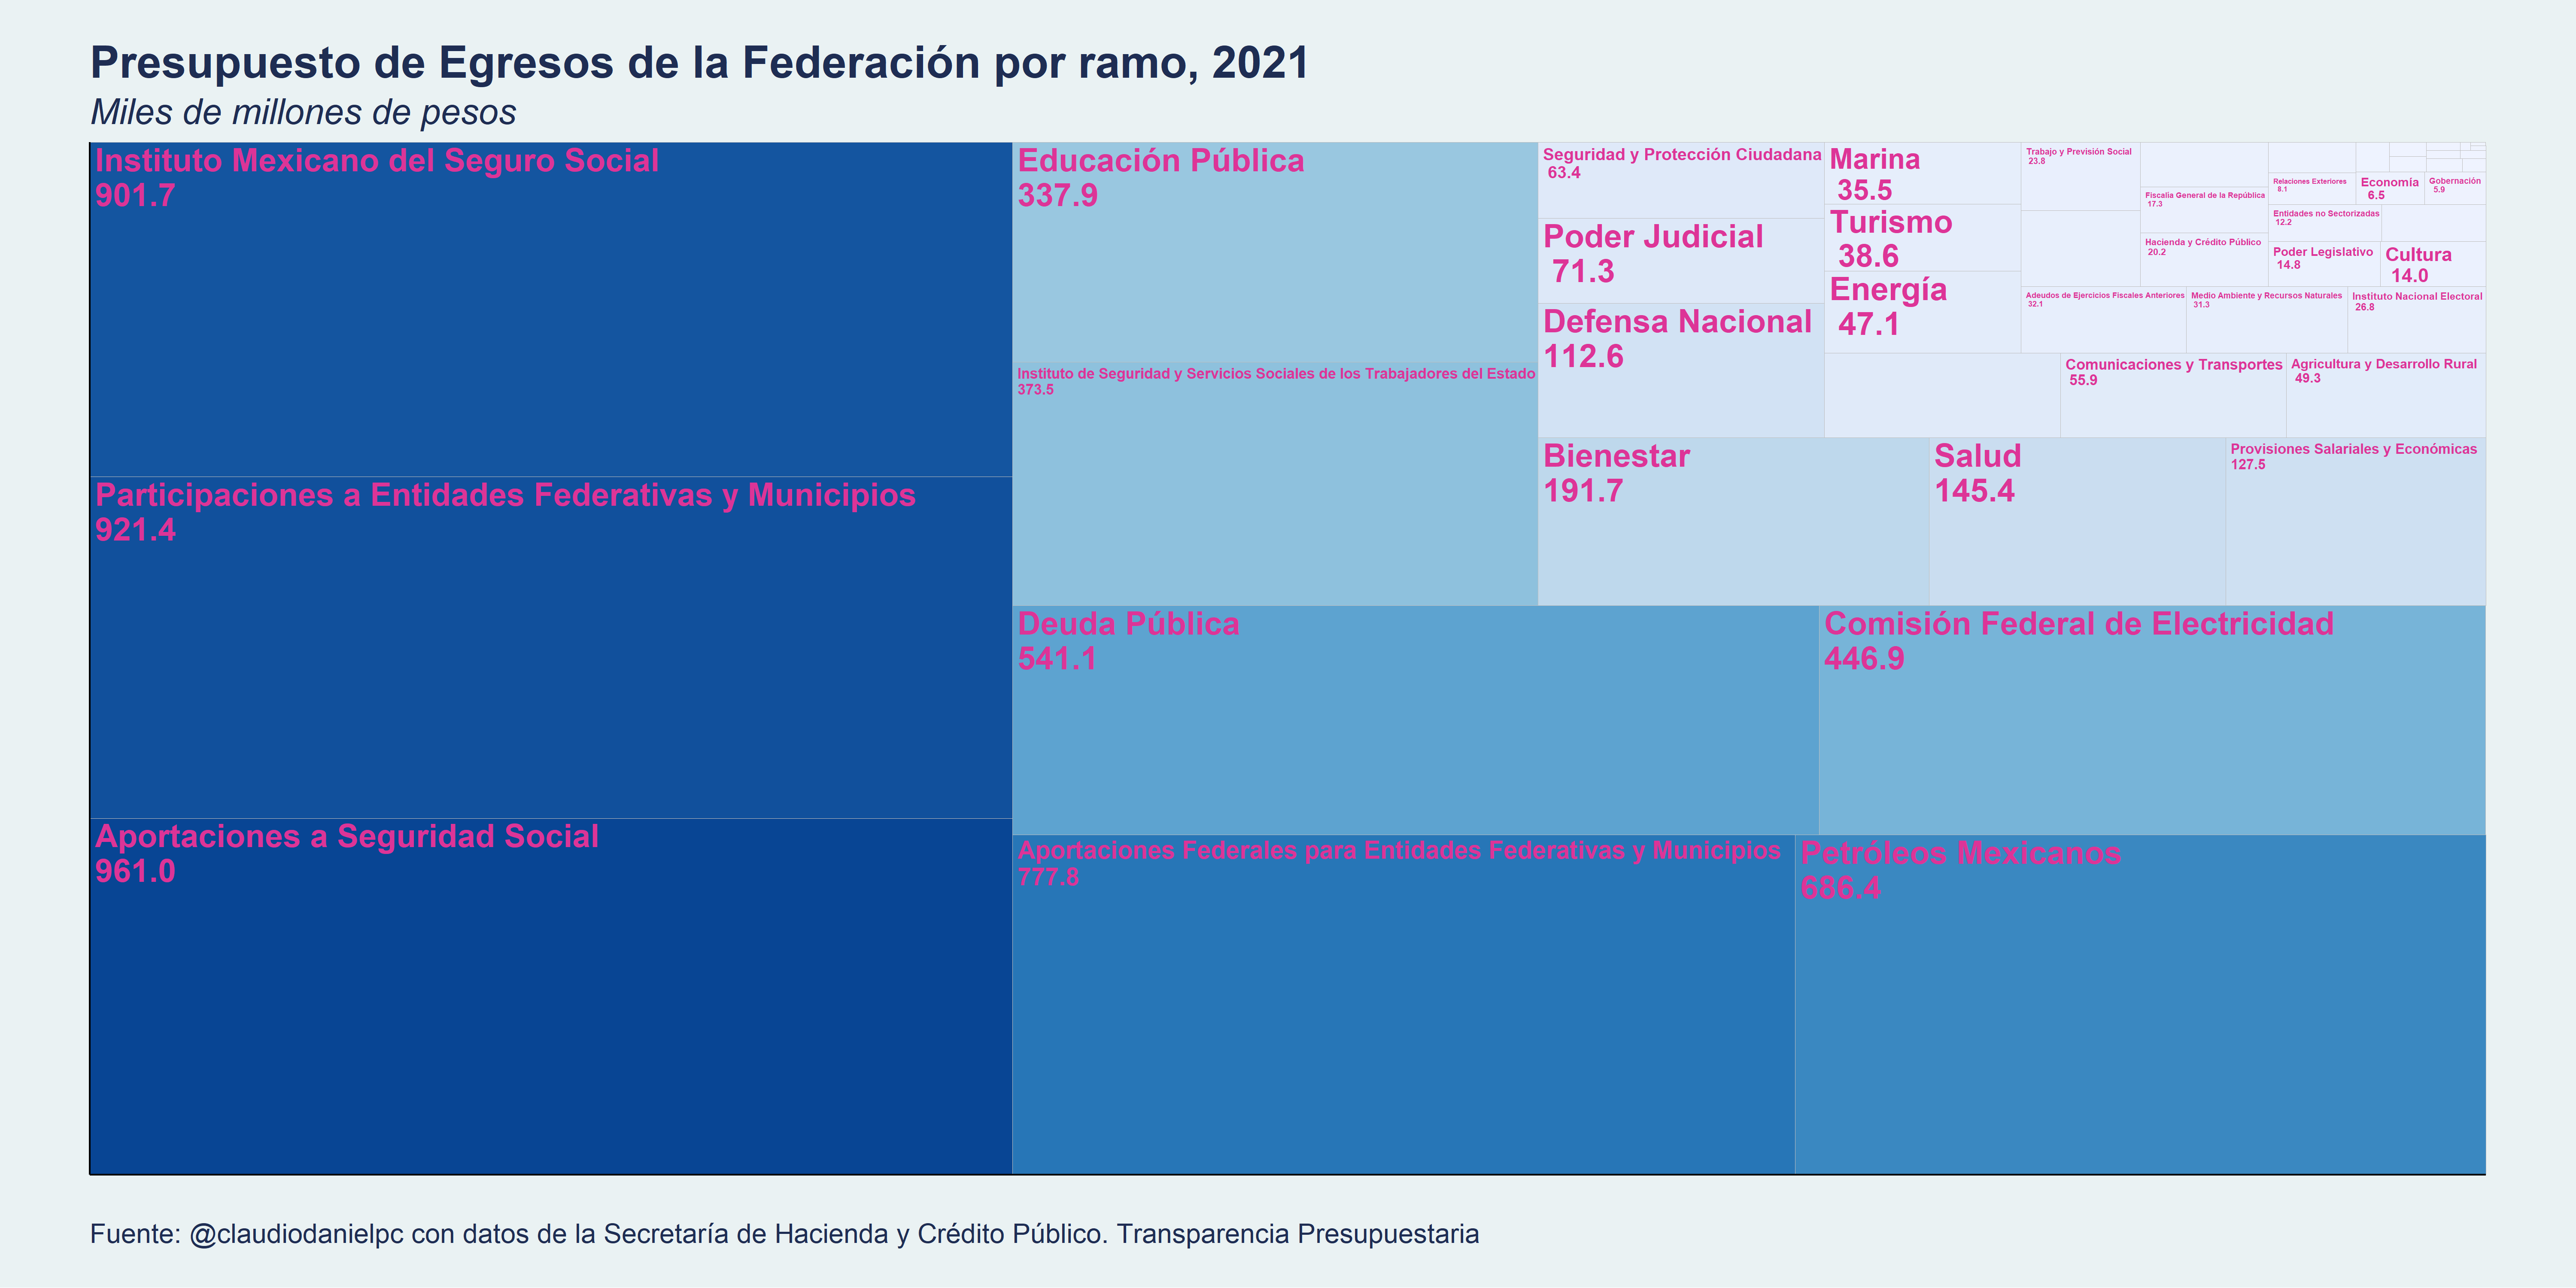 Presupuesto de Egresos de la Federación por ramo, 2021
Miles de millones de pesos
Instituto Mexicano del Seguro Social
901.7
Participaciones a Entidades Federativas y Municipios
921.4
Aportaciones a Seguridad Social
961.0
Educación Pública
337.9
Instituto de Seguridad y Servicios Sociales de los Trabajadores del Estado
373.5
Deuda Pública
541.1
Comisión Federal de Electricidad
446.9
Aportaciones Federales para Entidades Federativas y Municipios
777.8
Petróleos Mexicanos
686.4
Seguridad y Protección Ciudadana
63.4
Poder Judicial
71.3
Defensa Nacional
112.6
Bienestar
191.7
Salud
145.4
Provisiones Salariales y Económicas
127.5
Marina
35.5
Turismo
38.6
Energía
47.1
Comunicaciones y Transportes
55.9
Agricultura y Desarrollo Rural
49.3
Trabajo y Previsión Social
23.8
Fiscalía General de la República
17.3
Hacienda y Crédito Público
20.2
Adeudos de Ejercicios Fiscales Anteriores
32.1
Medio Ambiente y Recursos Naturales
31.3
Instituto Nacional Electoral
26.8
Relaciones Exteriores
8.1
Economía
6.5
Gobernación
5.9
Entidades no Sectorizadas
12.2
Poder Legislativo
14.8
Cultura
14.0
Fuente: @claudiodanielpc con datos de la Secretaría de Hacienda y Crédito Público. Transparencia Presupuestaria